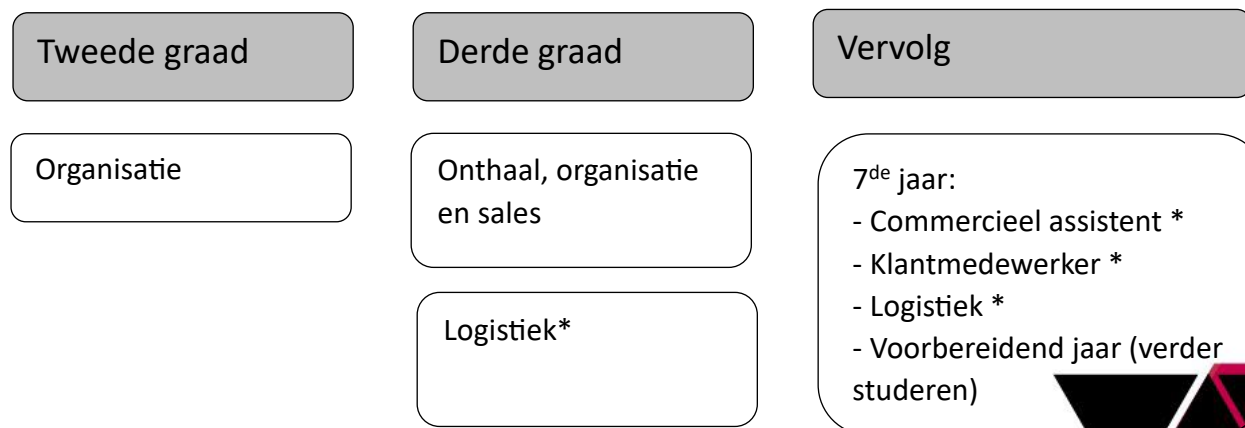 Tweede graad
Derde graad
Vervolg
Organisatie
Onthaal, organisatie
en sales
Logistiek*
7de jaar:
- Commercieel assistent *
- Klantmedewerker *
- Logistiek *
- Voorbereidend jaar (verder
studeren)